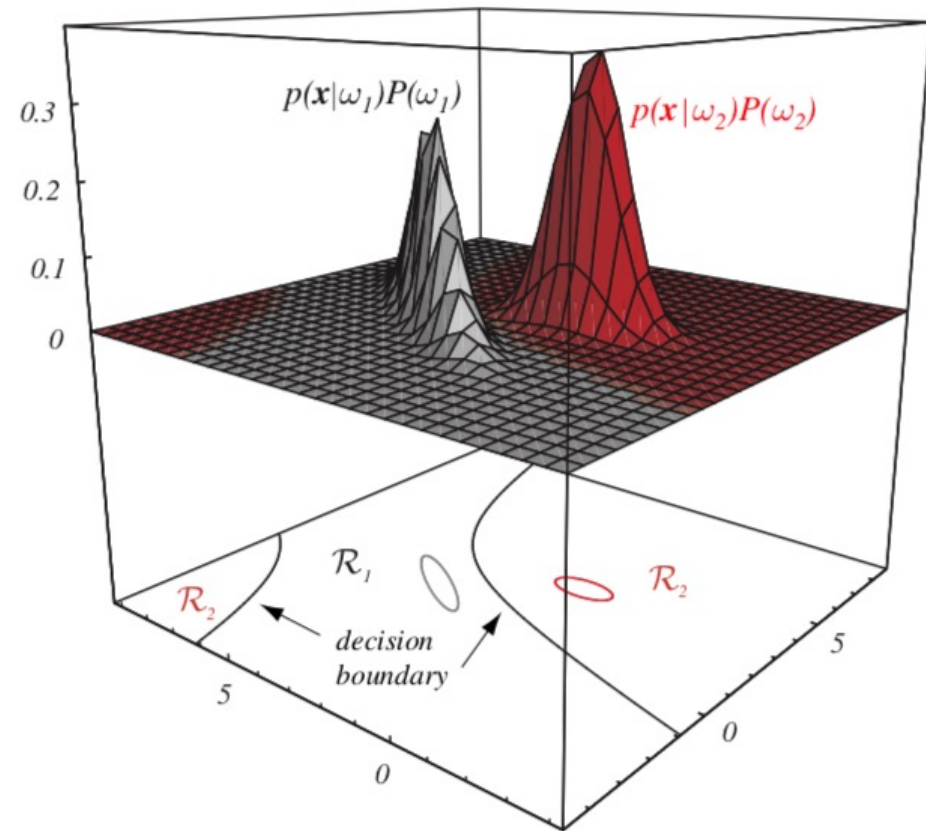 0.3
0.2
0.1
0
p(x|ω₁)P(ω₁)
p(x|ω₂)P(ω₂)
R₂
R₁
R₂
decision
boundary
5
0
5
0